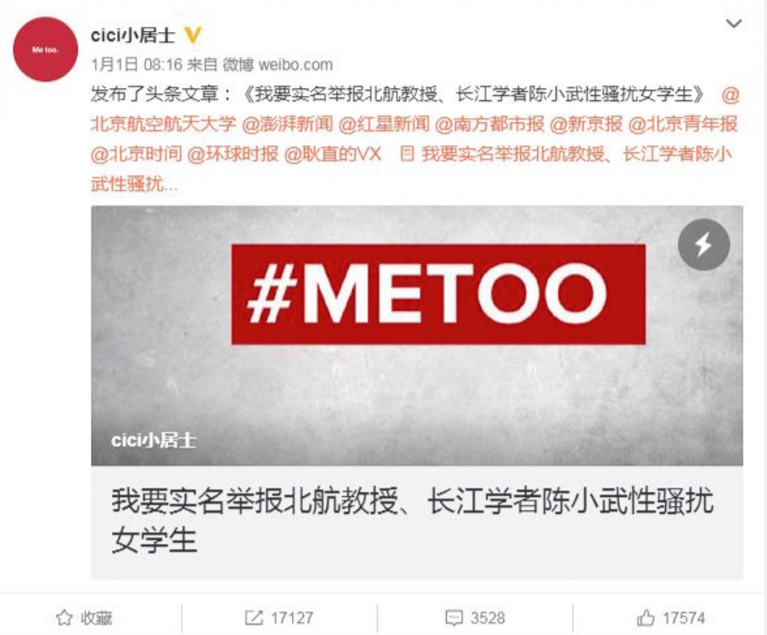 Me too.
cici小居士
1月1日 08:16 来自 微博 weibo.com
发布了头条文章：《我要实名举报北航教授、长江学者陈小武性骚扰女学生》 @
北京航空航天大学 @澎湃新闻 @红星新闻 @南方都市报 @新京报 @北京青年报
@北京时间 @环球时报 @耿直的VX 我要实名举报北航教授、长江学者陈小
武性骚扰...
#METOO
cici小居士
我要实名举报北航教授、长江学者陈小武性骚扰
女学生
收藏 17127 3528 17574